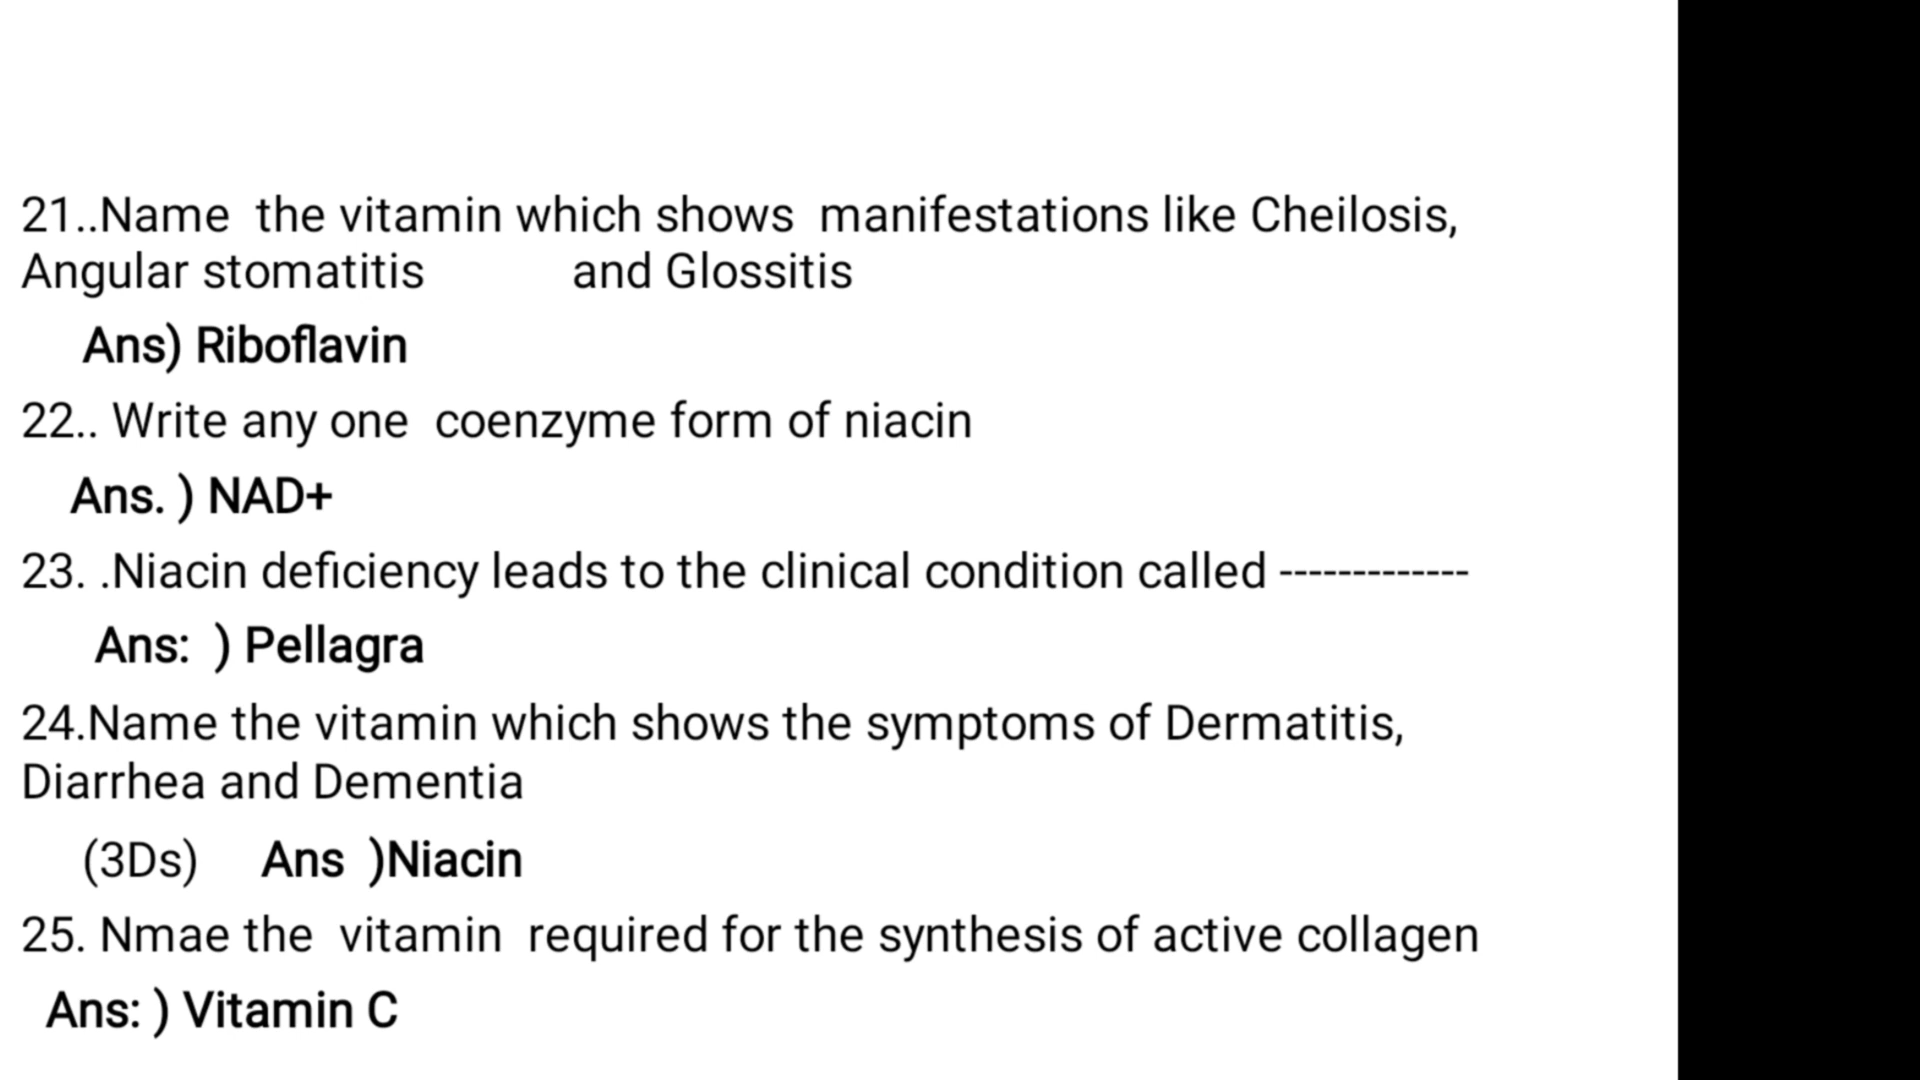 21..Name  the vitamin which shows  manifestations like Cheilosis,
Angular stomatitis           and Glossitis
Ans) Riboflavin
22.. Write any one  coenzyme form of niacin
Ans. ) NAD+
23. .Niacin deficiency leads to the clinical condition called -------------
Ans:  ) Pellagra
24.Name the vitamin which shows the symptoms of Dermatitis,
Diarrhea and Dementia
(3Ds)     Ans  )Niacin
25. Nmae the  vitamin  required for the synthesis of active collagen
Ans: ) Vitamin C